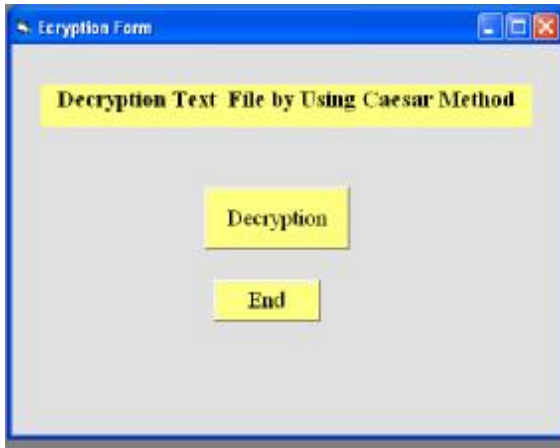 Ecryption Form
Decryption Text File by Using Caesar Method
Decryption
End